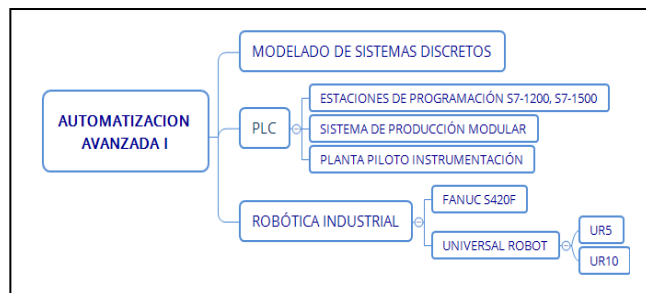 MODELADO DE SISTEMAS DISCRETOS
AUTOMATIZACION
AVANZADA I
PLC
ESTACIONES DE PROGRAMACIÓN S7-1200, S7-1500
SISTEMA DE PRODUCCIÓN MODULAR
PLANTA PILOTO INSTRUMENTACIÓN
ROBÓTICA INDUSTRIAL
FANUC S420F
UNIVERSAL ROBOT
UR5
UR10